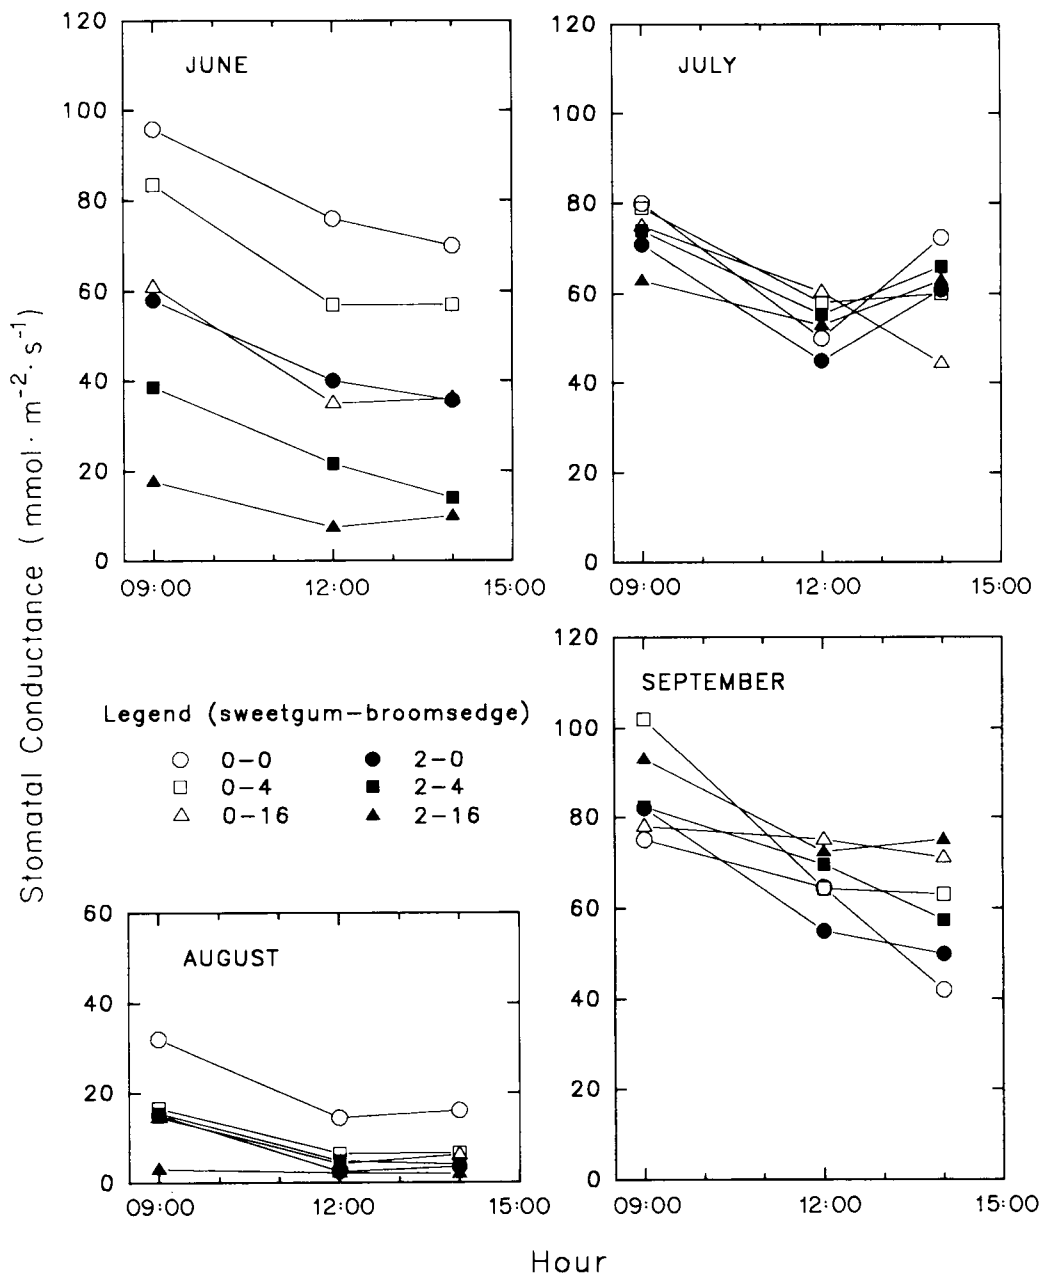 Stomatal Conductance (mmol·m⁻²·s⁻¹)
JUNE
120
100
80
60
40
20
0
09:00 12:00 15:00
JULY
120
100
80
60
40
20
0
09:00 12:00 15:00
Legend (sweetgum–broomsedge)
0–0 2–0
0–4 2–4
0–16 2–16
AUGUST
60
40
20
0
09:00 12:00 15:00
SEPTEMBER
120
100
80
60
40
20
0
09:00 12:00 15:00
Hour